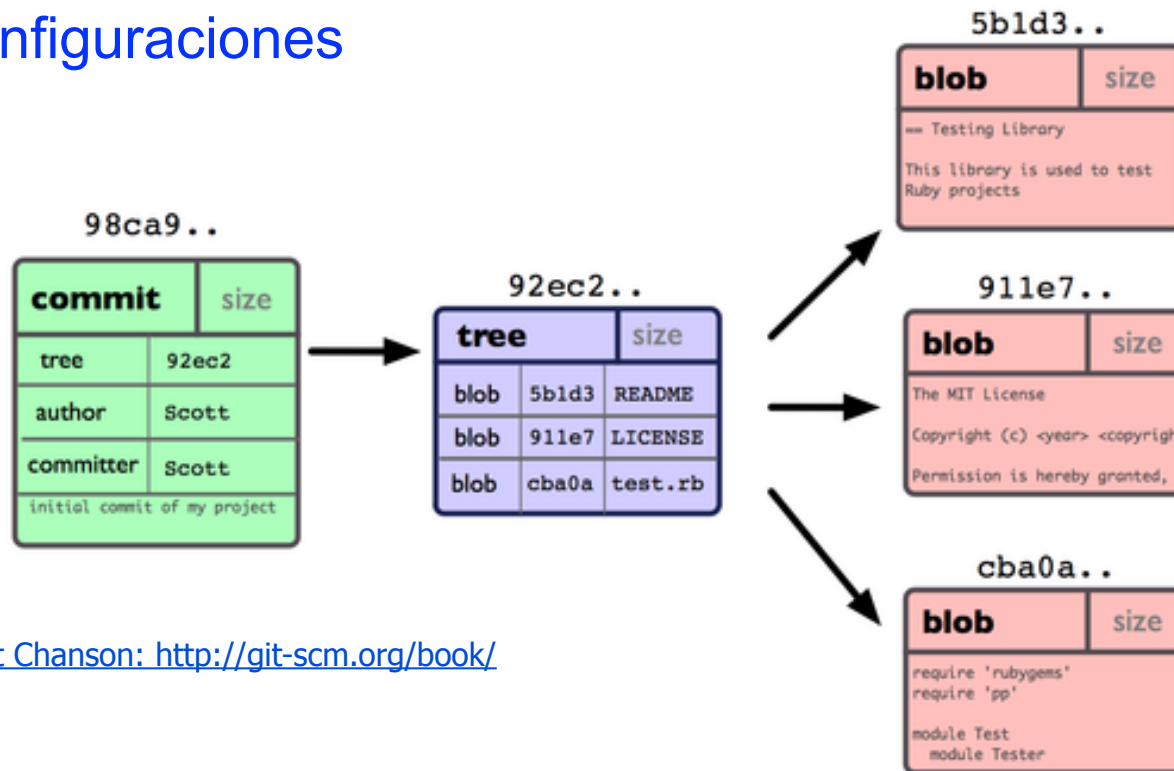 nfiguraciones
98ca9..
commit size
tree 92ec2
author Scott
committer Scott
initial commit of my project
92ec2..
tree size
blob 5b1d3 README
blob 911e7 LICENSE
blob cba0a test.rb
5b1d3..
blob size
== Testing Library
This library is used to test
Ruby projects
911e7..
blob size
The MIT License
Copyright (c) <year> <copyrigh
Permission is hereby granted,
cba0a..
blob size
require 'rubygems'
require 'pp'
module Test
module Tester
t Chanson: http://git-scm.org/book/